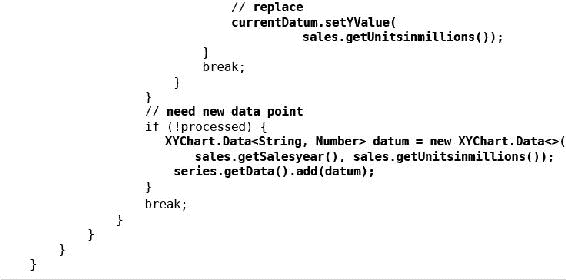 // replace
currentDatum.setYValue(
sales.getUnitsinmillions());
}
break;
}
}
// need new data point
if (!processed) {
XYChart.Data<String, Number> datum = new XYChart.Data<>(
sales.getSalesyear(), sales.getUnitsinmillions());
series.getData().add(datum);
}
break;
}
}
}
}